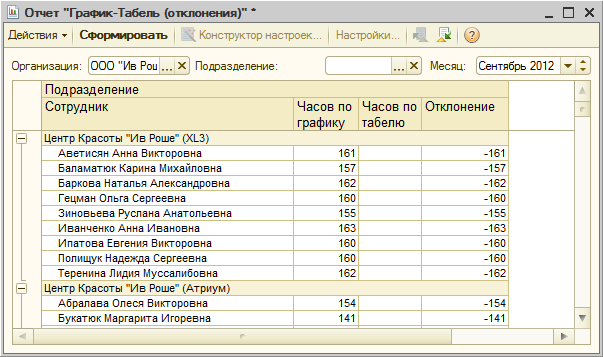 Отчет "График-Табель (отклонения)" *
Действия Сформировать Конструктор настроек... Настройки... ?
Организация: ООО "Ив Рош ... × Подразделение: ... × Месяц: Сентябрь 2012
Подразделение
Сотрудник Часов по графику Часов по табелю Отклонение
Центр Красоты "Ив Роше" (XL3)
Аветисян Анна Викторовна 161 -161
Баламатюк Карина Михайловна 157 -157
Баркова Наталья Александровна 162 -162
Гецман Ольга Сергеевна 160 -160
Зиновьева Руслана Анатольевна 155 -155
Иванченко Анна Ивановна 163 -163
Ипатова Евгения Викторовна 160 -160
Полищук Надежда Сергеевна 160 -160
Теренина Лидия Муссалибовна 162 -162
Центр Красоты "Ив Роше" (Атриум)
Абралава Олеся Викторовна 154 -154
Букатюк Маргарита Игоревна 141 -141